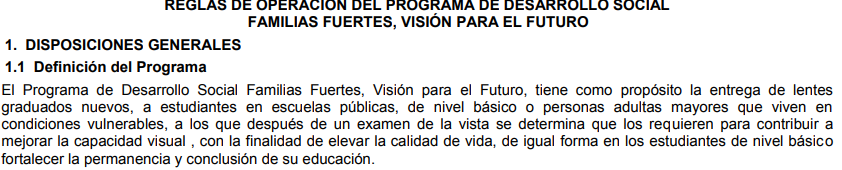 REGLAS DE OPERACIÓN DEL PROGRAMA DE DESARROLLO SOCIAL
FAMILIAS FUERTES, VISIÓN PARA EL FUTURO
1. DISPOSICIONES GENERALES
1.1 Definición del Programa
El Programa de Desarrollo Social Familias Fuertes, Visión para el Futuro, tiene como propósito la entrega de lentes
graduados nuevos, a estudiantes en escuelas públicas, de nivel básico o personas adultas mayores que viven en
condiciones vulnerables, a los que después de un examen de la vista se determina que los requieren para contribuir a
mejorar la capacidad visual , con la finalidad de elevar la calidad de vida, de igual forma en los estudiantes de nivel básico
fortalecer la permanencia y conclusión de su educación.